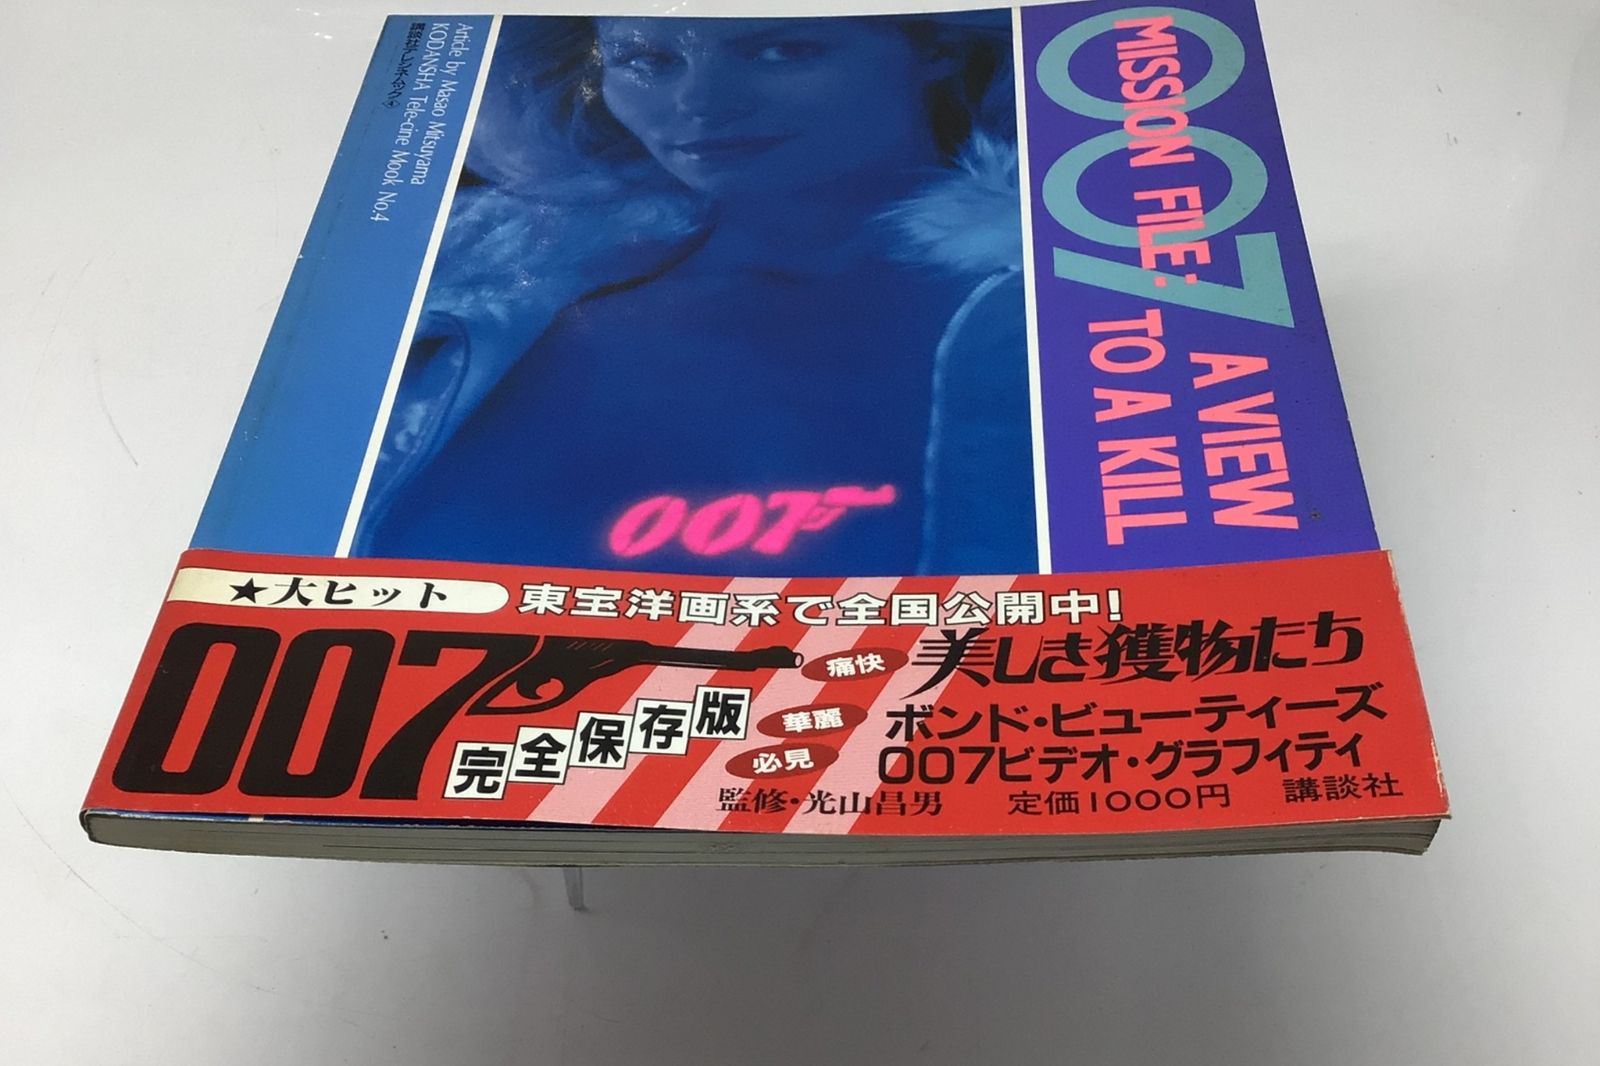 Article by Masao Mitsuyama
KODANSHA Tele-cine Mook No.4
講談社テレシネムック④
007
MISSION FILE:
A VIEW
TO A KILL
007
★大ヒット
東宝洋画系で全国公開中!
007
完全保存版
痛快
美しき獲物たち
華麗
ボンド・ビューティーズ
必見
007ビデオ・グラフィティ
監修・光山昌男
定価1000円
講談社